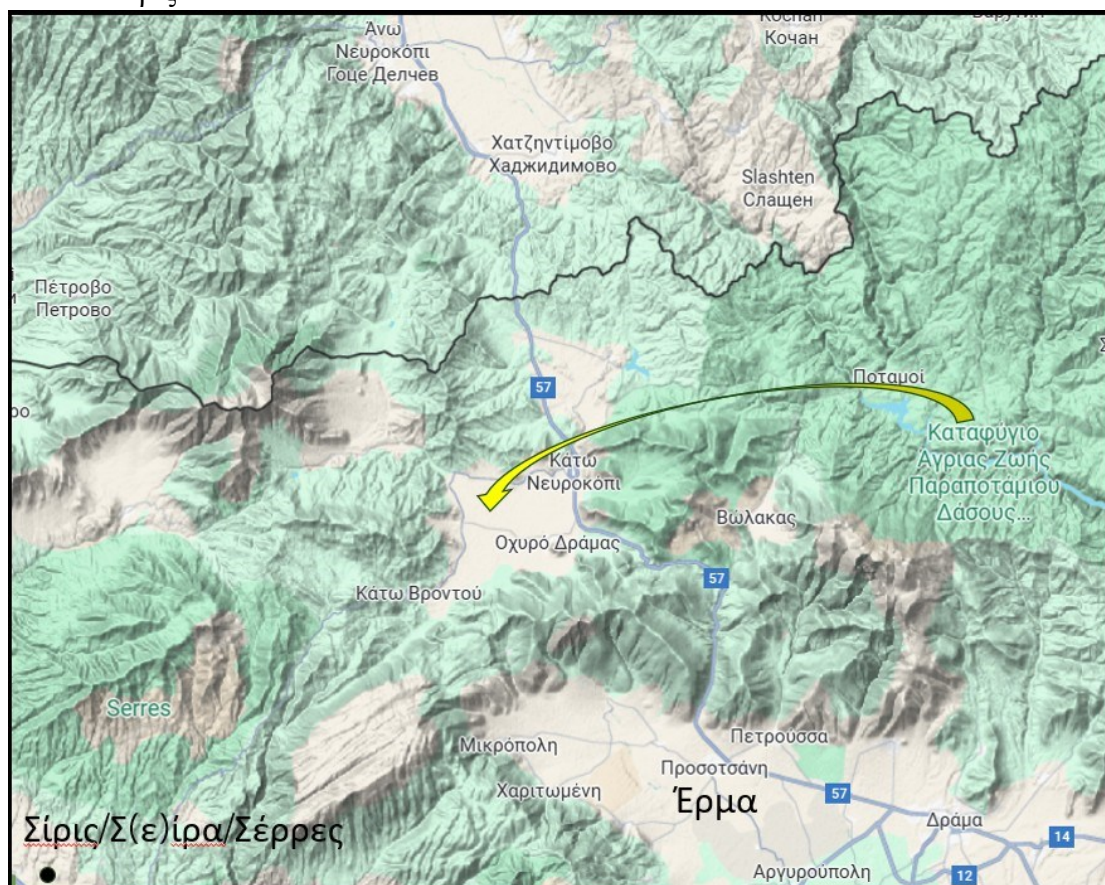 Άνω
Νευροκόπι
Гоце Делчев
Kochan
Кочан
Χατζηντίμοβο
Хаджидимово
Slashten
Слащен
Πέτροβο
Петрово
57
Ποταμοί
Καταφύγιο
Άγριας Ζωής
Παραποτάμιου
Δάσους...
Κάτω
Νευροκόπι
Βώλακας
Οχυρό Δράμας
57
Κάτω Βροντού
Serres
Μικρόπολη
Πετρούσσα
Προσοτσάνη
Χαριτωμένη
Έρμα
57
Δράμα
14
Σίρις/Σ(ε)ίρα/Σέρρες
Αργυρούπολη
12